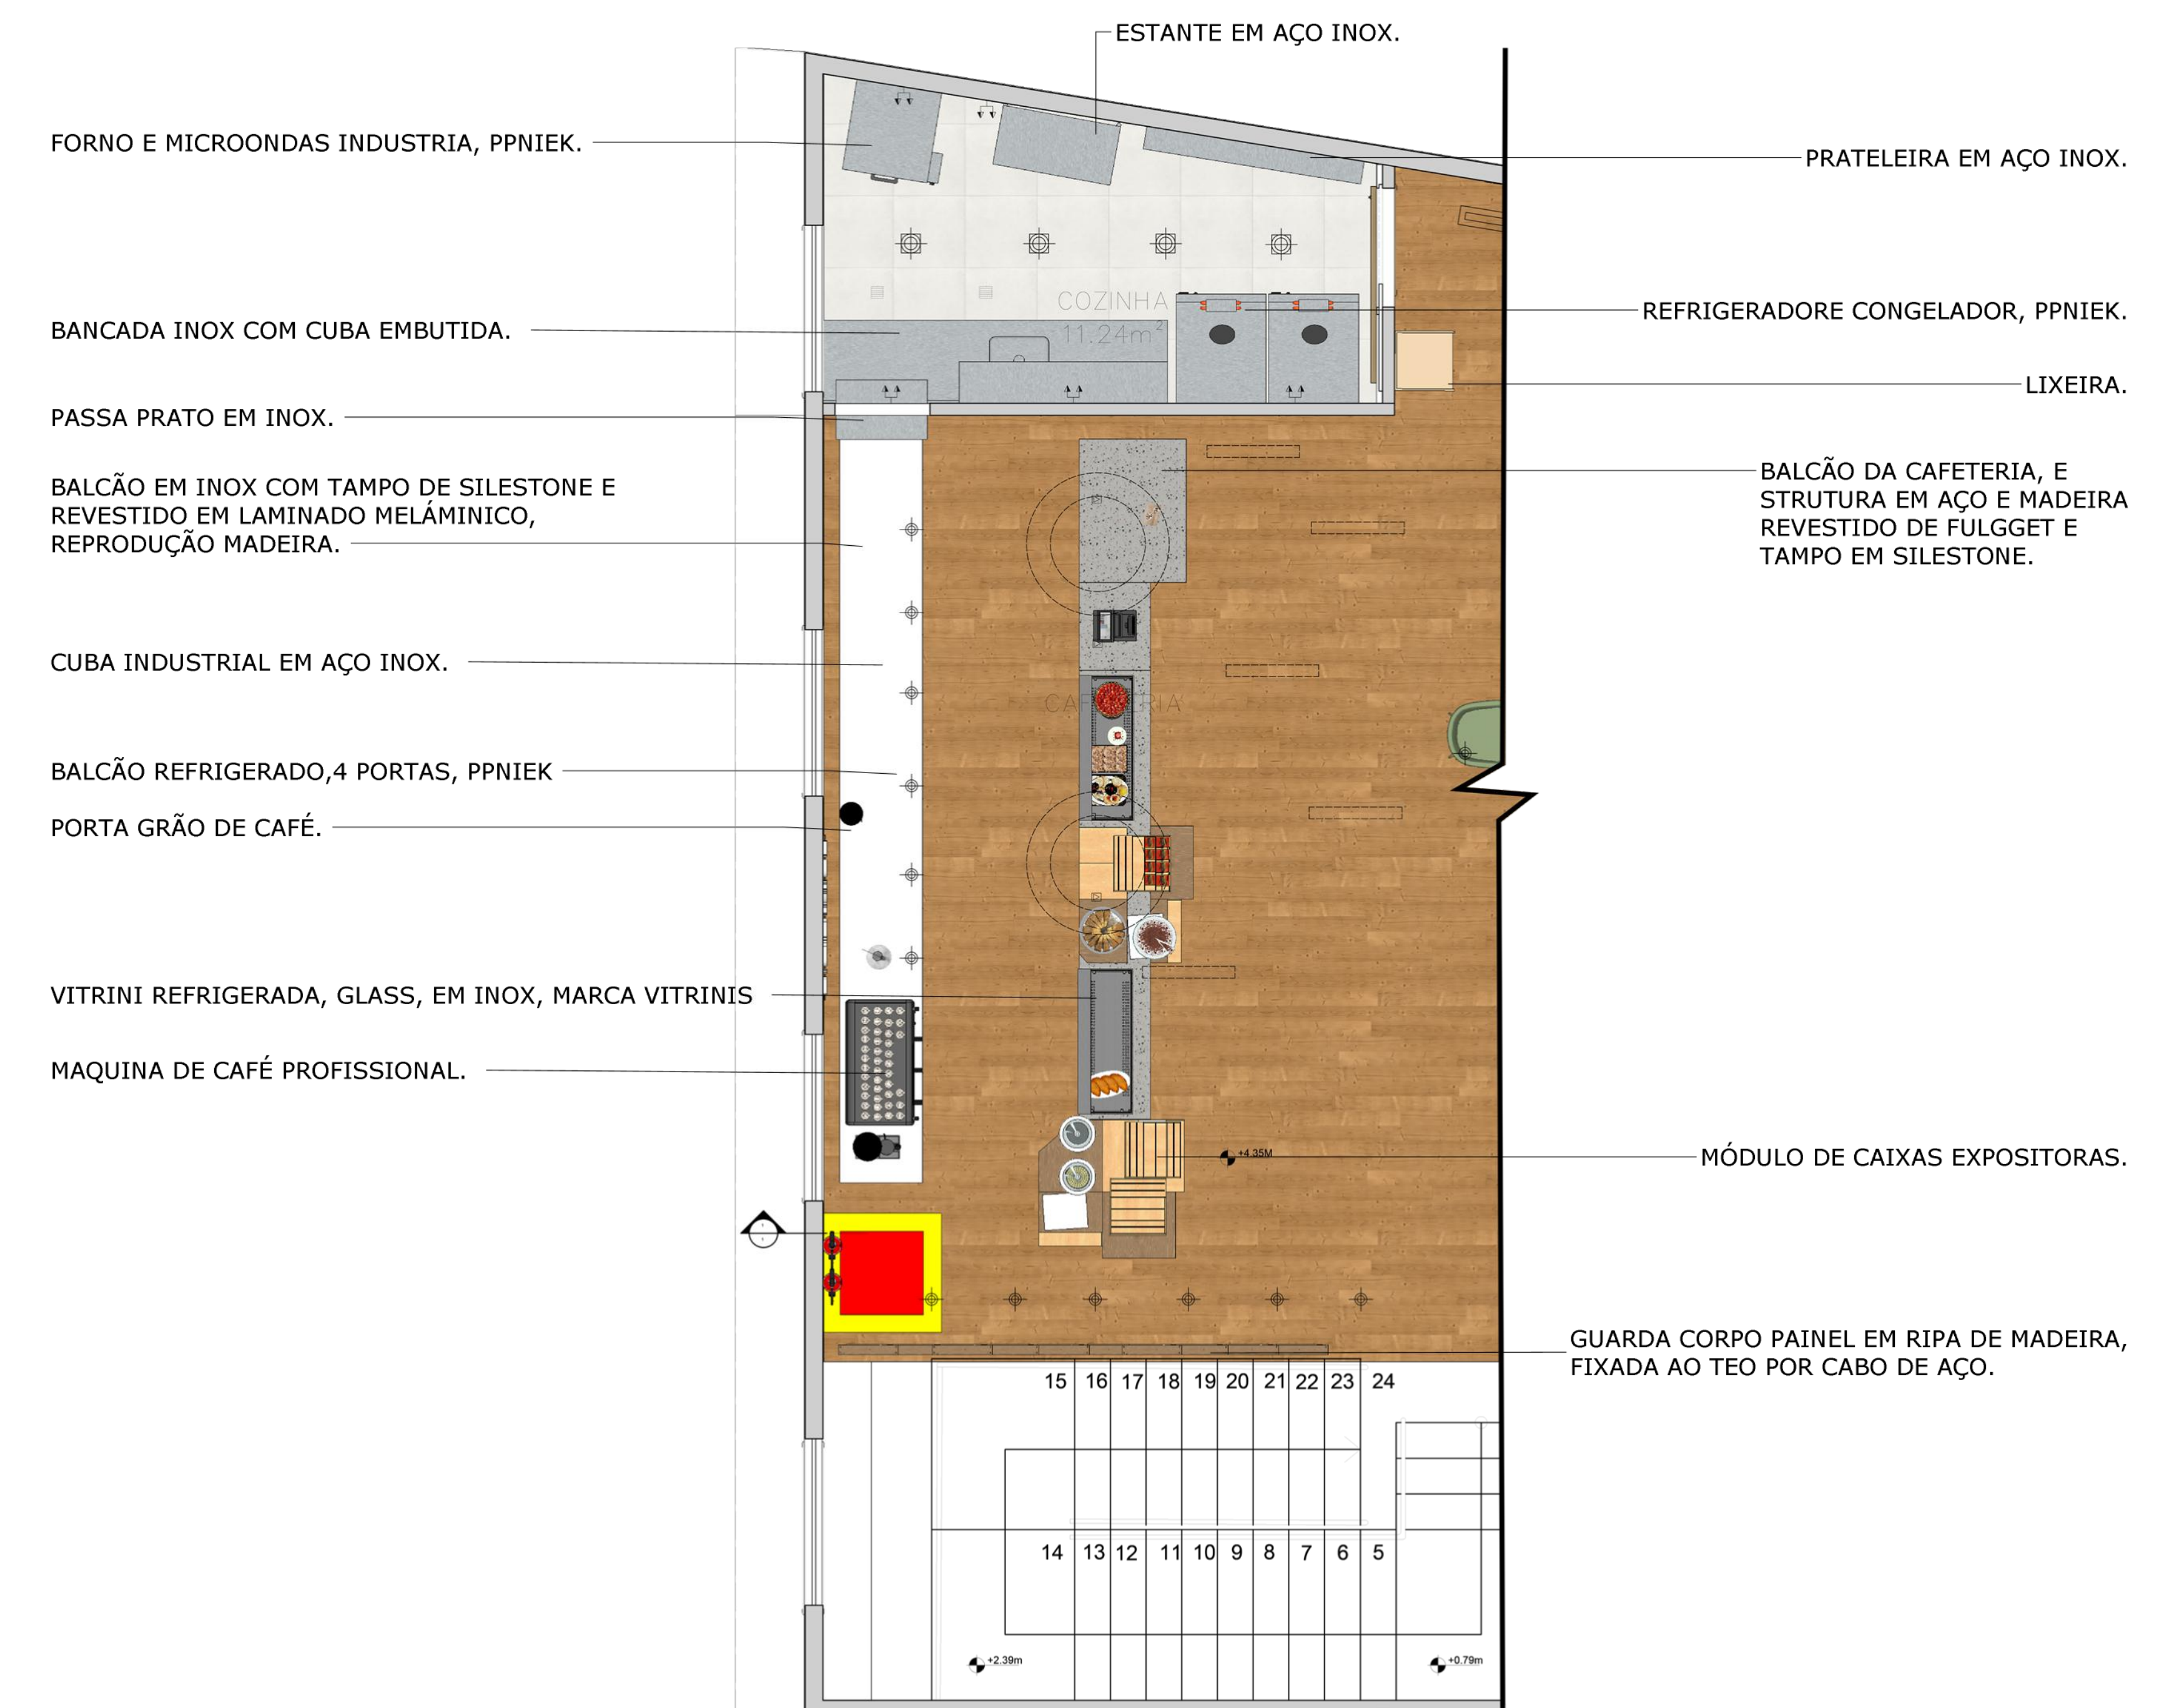 ESTANTE EM AÇO INOX.
FORNO E MICROONDAS INDUSTRIA, PPNIEK.
PRATELEIRA EM AÇO INOX.
COZINHA
11.24m²
REFRIGERADORE CONGELADOR, PPNIEK.
BANCADA INOX COM CUBA EMBUTIDA.
LIXEIRA.
PASSA PRATO EM INOX.
BALCÃO DA CAFETERIA, E
STRUTURA EM AÇO E MADEIRA
REVESTIDO DE FULGGET E
TAMPO EM SILESTONE.
BALCÃO EM INOX COM TAMPO DE SILESTONE E
REVESTIDO EM LAMINADO MELÁMINICO,
REPRODUÇÃO MADEIRA.
CUBA INDUSTRIAL EM AÇO INOX.
CAFETERIA
BALCÃO REFRIGERADO,4 PORTAS, PPNIEK
PORTA GRÃO DE CAFÉ.
VITRINI REFRIGERADA, GLASS, EM INOX, MARCA VITRINIS
MAQUINA DE CAFÉ PROFISSIONAL.
+4.35M
MÓDULO DE CAIXAS EXPOSITORAS.
GUARDA CORPO PAINEL EM RIPA DE MADEIRA,
FIXADA AO TEO POR CABO DE AÇO.
15 16 17 18 19 20 21 22 23 24
14 13 12 11 10 9 8 7 6 5
+2.39m
+0.79m